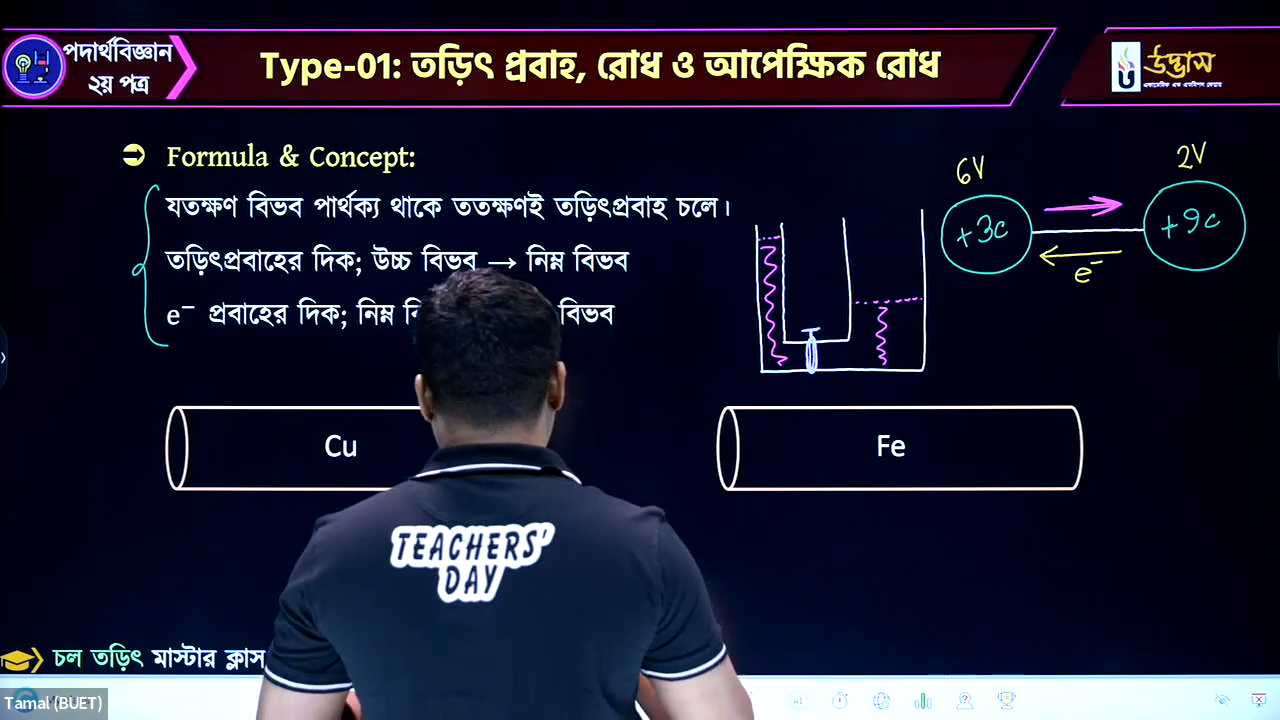 পদার্থবিজ্ঞান
২য় পত্র
Type-01: তড়িৎ প্রবাহ, রোধ ও আপেক্ষিক রোধ
উদ্ভাস
Formula & Concept:
যতক্ষণ বিভব পার্থক্য থাকে ততক্ষণই তড়িৎপ্রবাহ চলে।
তড়িৎপ্রবাহের দিক; উচ্চ বিভব → নিম্ন বিভব
e⁻ প্রবাহের দিক; নিম্ন বিভব
6V
2V
+3c
+9c
e⁻
Cu
Fe
TEACHERS'
DAY
চল তড়িৎ মাস্টার ক্লাস
Tamal (BUET)